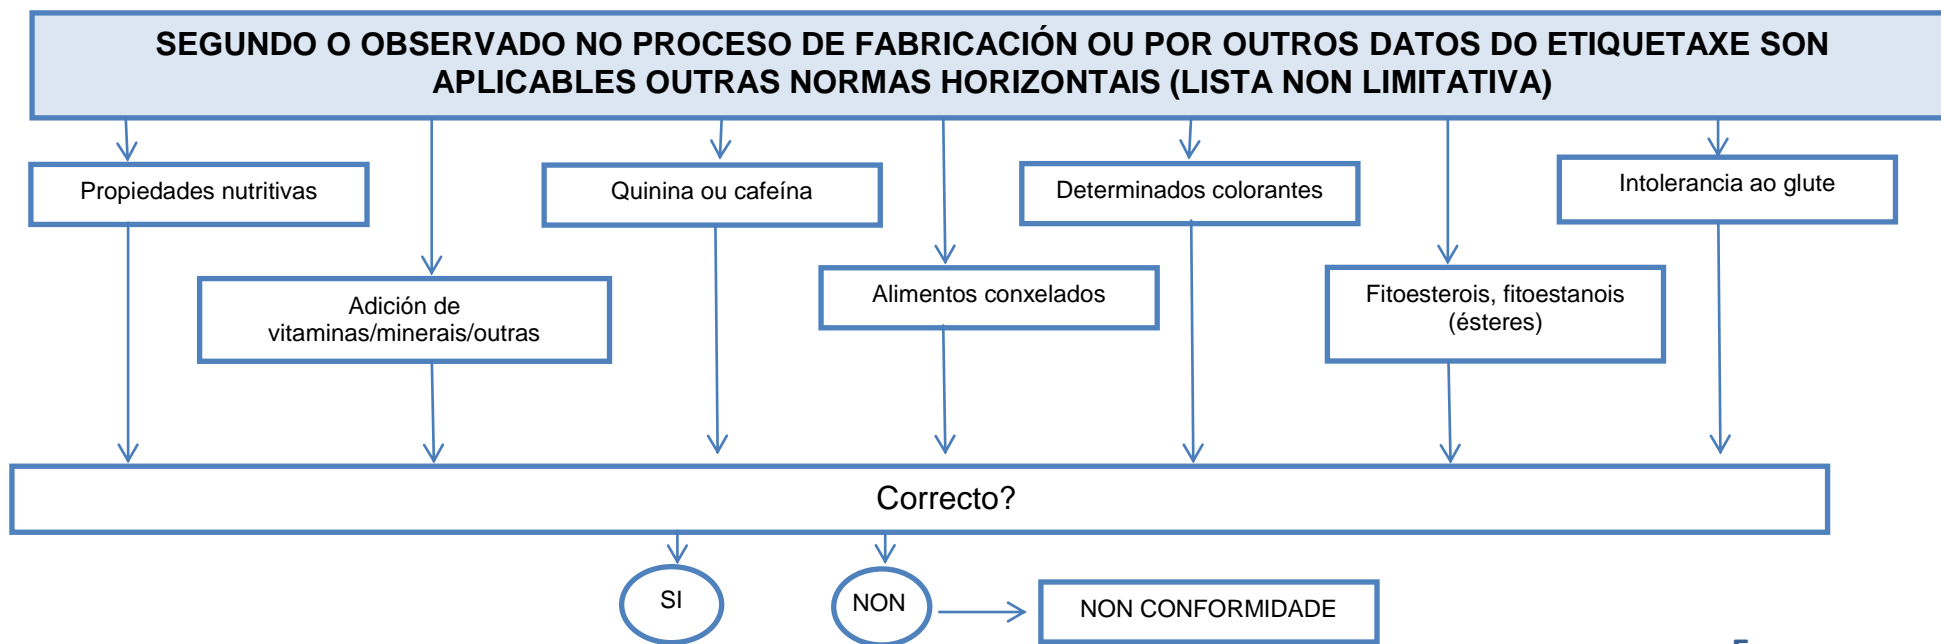 SEGUNDO O OBSERVADO NO PROCESO DE FABRICACIÓN OU POR OUTROS DATOS DO ETIQUETAXE SON
APLICABLES OUTRAS NORMAS HORIZONTAIS (LISTA NON LIMITATIVA)
Propiedades nutritivas
Quinina ou cafeína
Determinados colorantes
Intolerancia ao glute
Adición de
vitaminas/minerais/outras
Alimentos conxelados
Fitoesterois, fitoestanois
(ésteres)
Correcto?
SI
NON
NON CONFORMIDADE